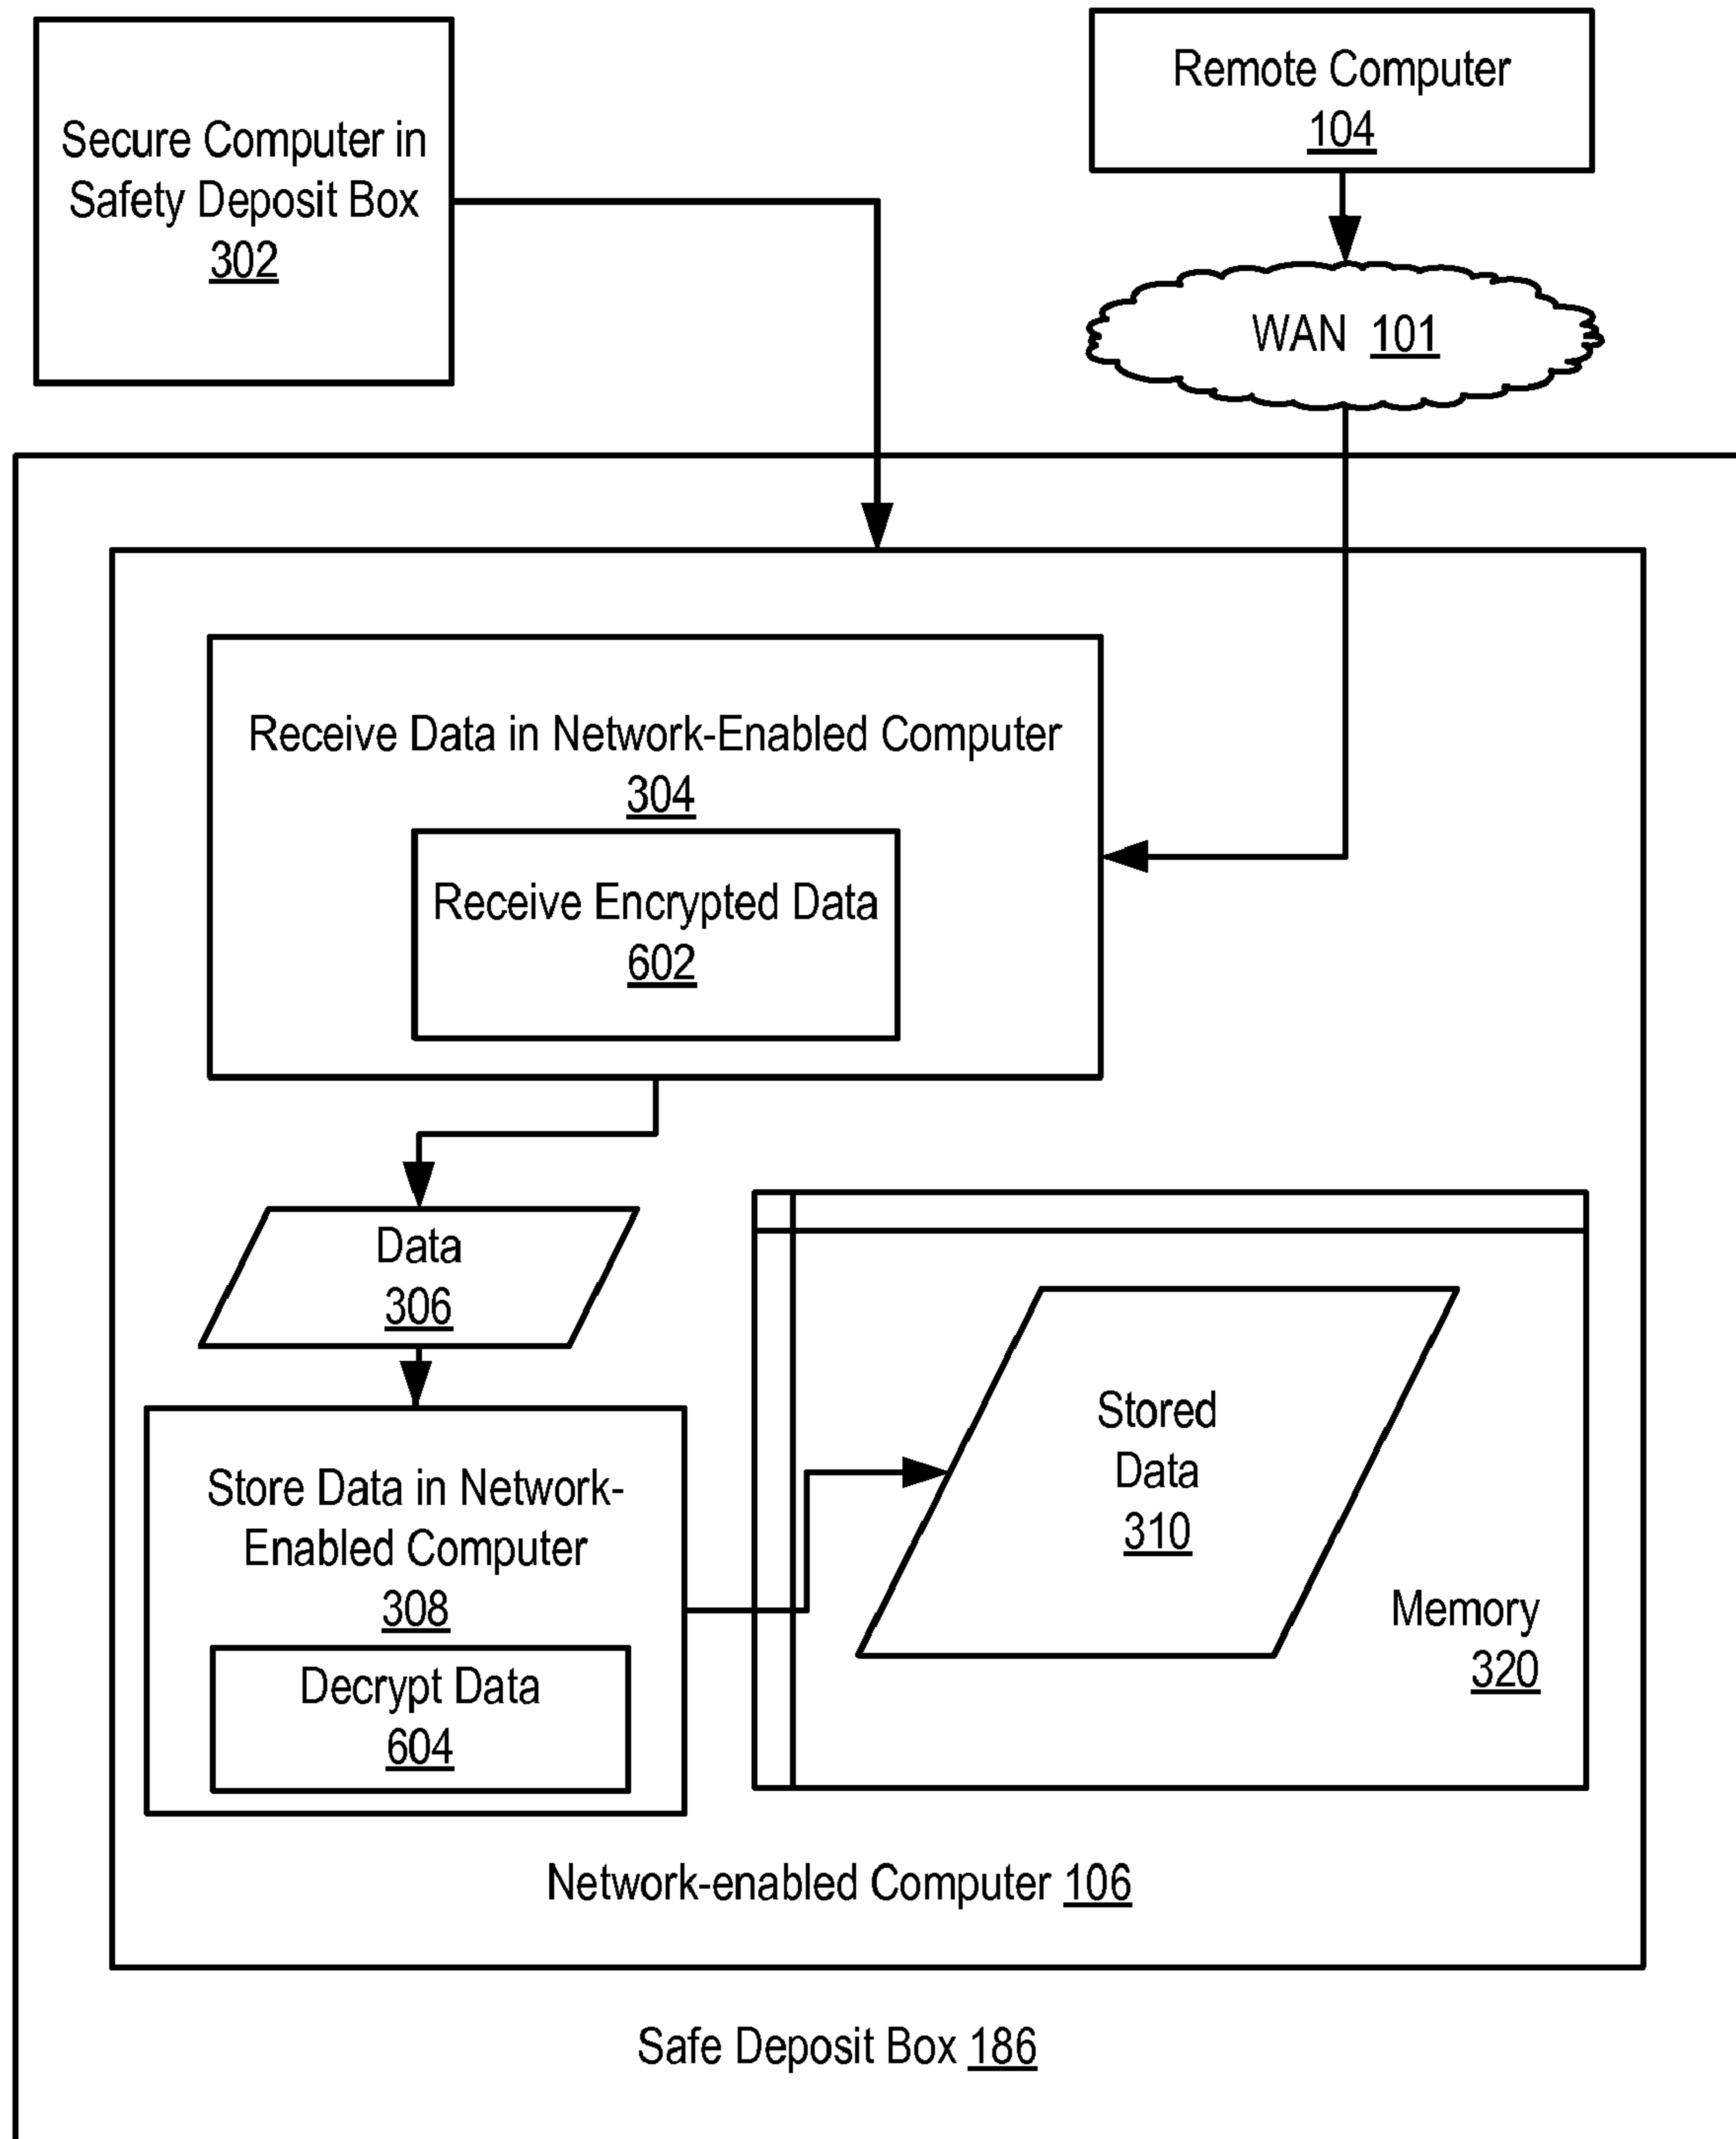 Secure Computer in
Safety Deposit Box
302
Remote Computer
104
WAN 101
Receive Data in Network-Enabled Computer
304
Receive Encrypted Data
602
Data
306
Store Data in Network-
Enabled Computer
308
Decrypt Data
604
Stored
Data
310
Memory
320
Network-enabled Computer 106
Safe Deposit Box 186